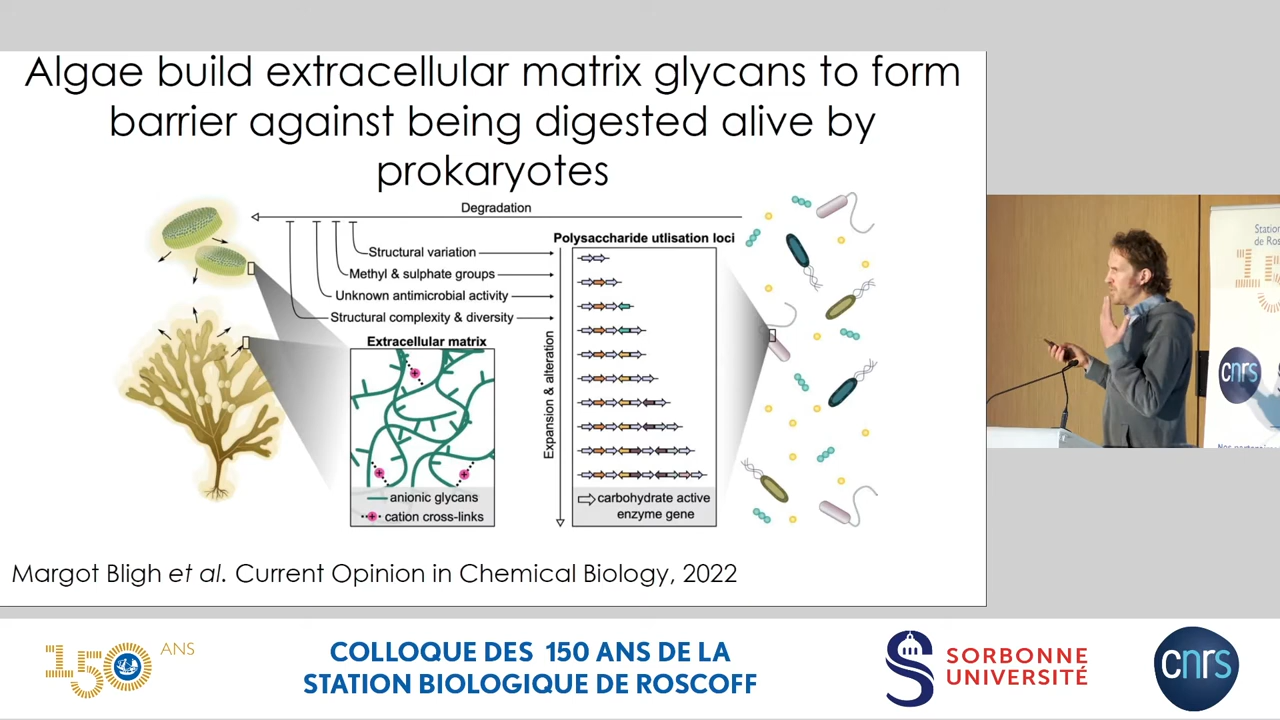 Algae build extracellular matrix glycans to form
barrier against being digested alive by
prokaryotes
Degradation
Polysaccharide utlisation loci
Structural variation
Methyl & sulphate groups
Unknown antimicrobial activity
Structural complexity & diversity
Extracellular matrix
anionic glycans
cation cross-links
Expansion & alteration
carbohydrate active
enzyme gene
Margot Bligh et al. Current Opinion in Chemical Biology, 2022
Station
de Ros
cnrs
150 ANS
COLLOQUE DES 150 ANS DE LA
STATION BIOLOGIQUE DE ROSCOFF
S
SORBONNE
UNIVERSITÉ
cnrs